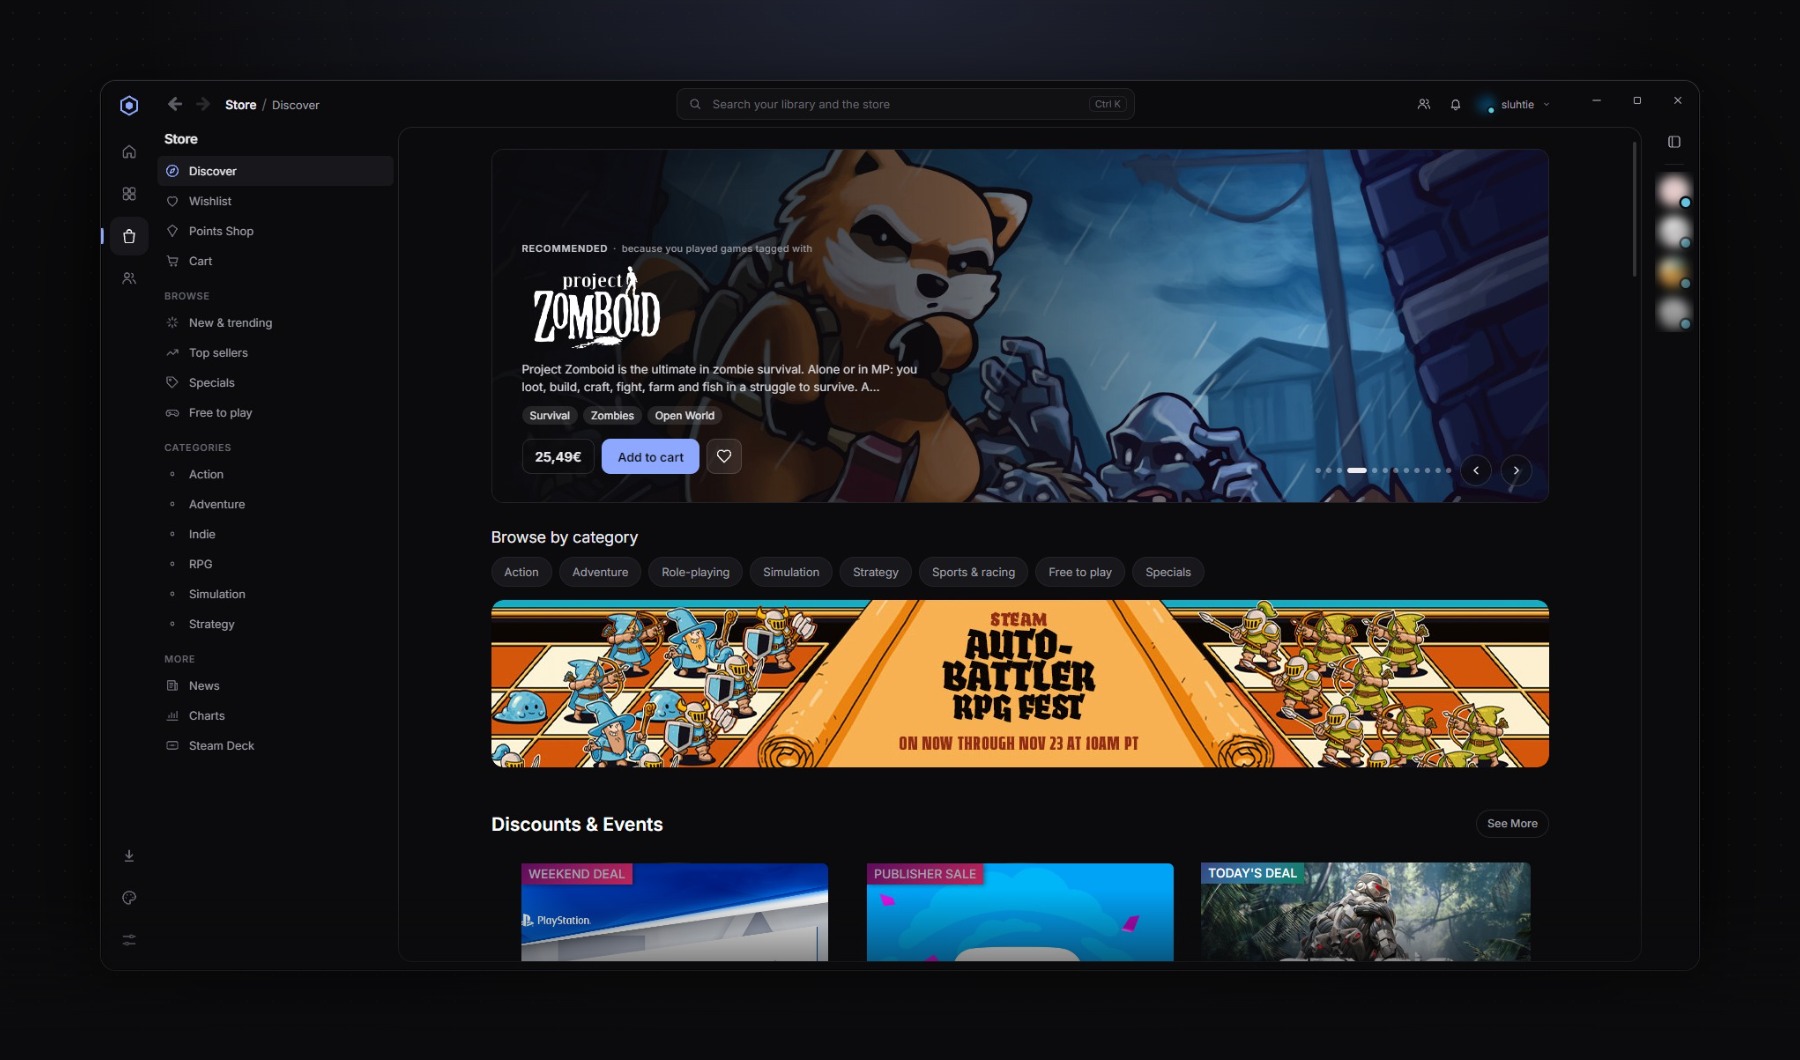 Store / Discover
Search your library and the store
Ctrl K
sluhtie
Store
Discover
Wishlist
Points Shop
Cart
BROWSE
New & trending
Top sellers
Specials
Free to play
CATEGORIES
Action
Adventure
Indie
RPG
Simulation
Strategy
MORE
News
Charts
Steam Deck
RECOMMENDED · because you played games tagged with
project
ZOMBOID
Project Zomboid is the ultimate in zombie survival. Alone or in MP: you
loot, build, craft, fight, farm and fish in a struggle to survive. A...
Survival
Zombies
Open World
25,49€
Add to cart
Browse by category
Action
Adventure
Role-playing
Simulation
Strategy
Sports & racing
Free to play
Specials
STEAM
AUTO-
BATTLER
RPG FEST
ON NOW THROUGH NOV 23 AT 10AM PT
Discounts & Events
See More
WEEKEND DEAL
PlayStation.
PUBLISHER SALE
TODAY'S DEAL